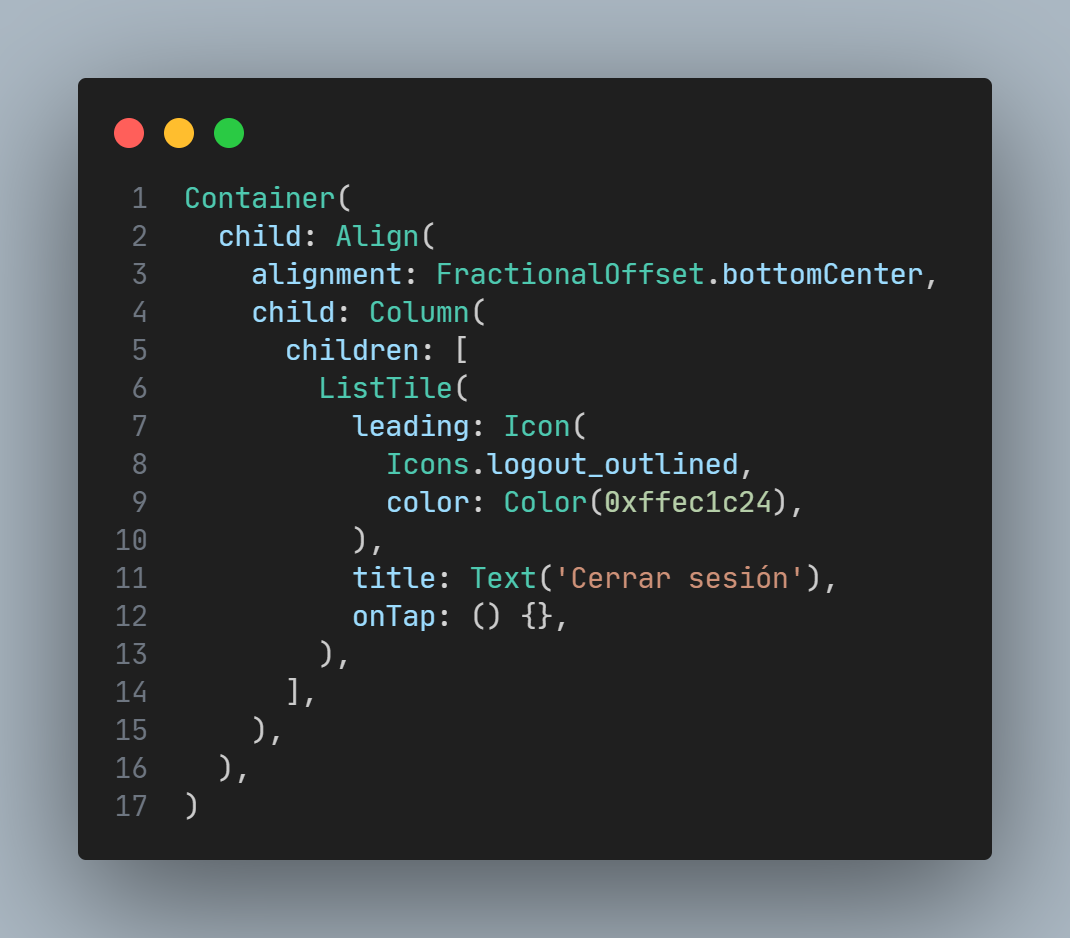 1 Container(
2   child: Align(
3     alignment: FractionalOffset.bottomCenter,
4     child: Column(
5       children: [
6         ListTile(
7           leading: Icon(
8             Icons.logout_outlined,
9             color: Color(0xffec1c24),
10           ),
11           title: Text('Cerrar sesión'),
12           onTap: () {},
13         ),
14       ],
15     ),
16   ),
17 )